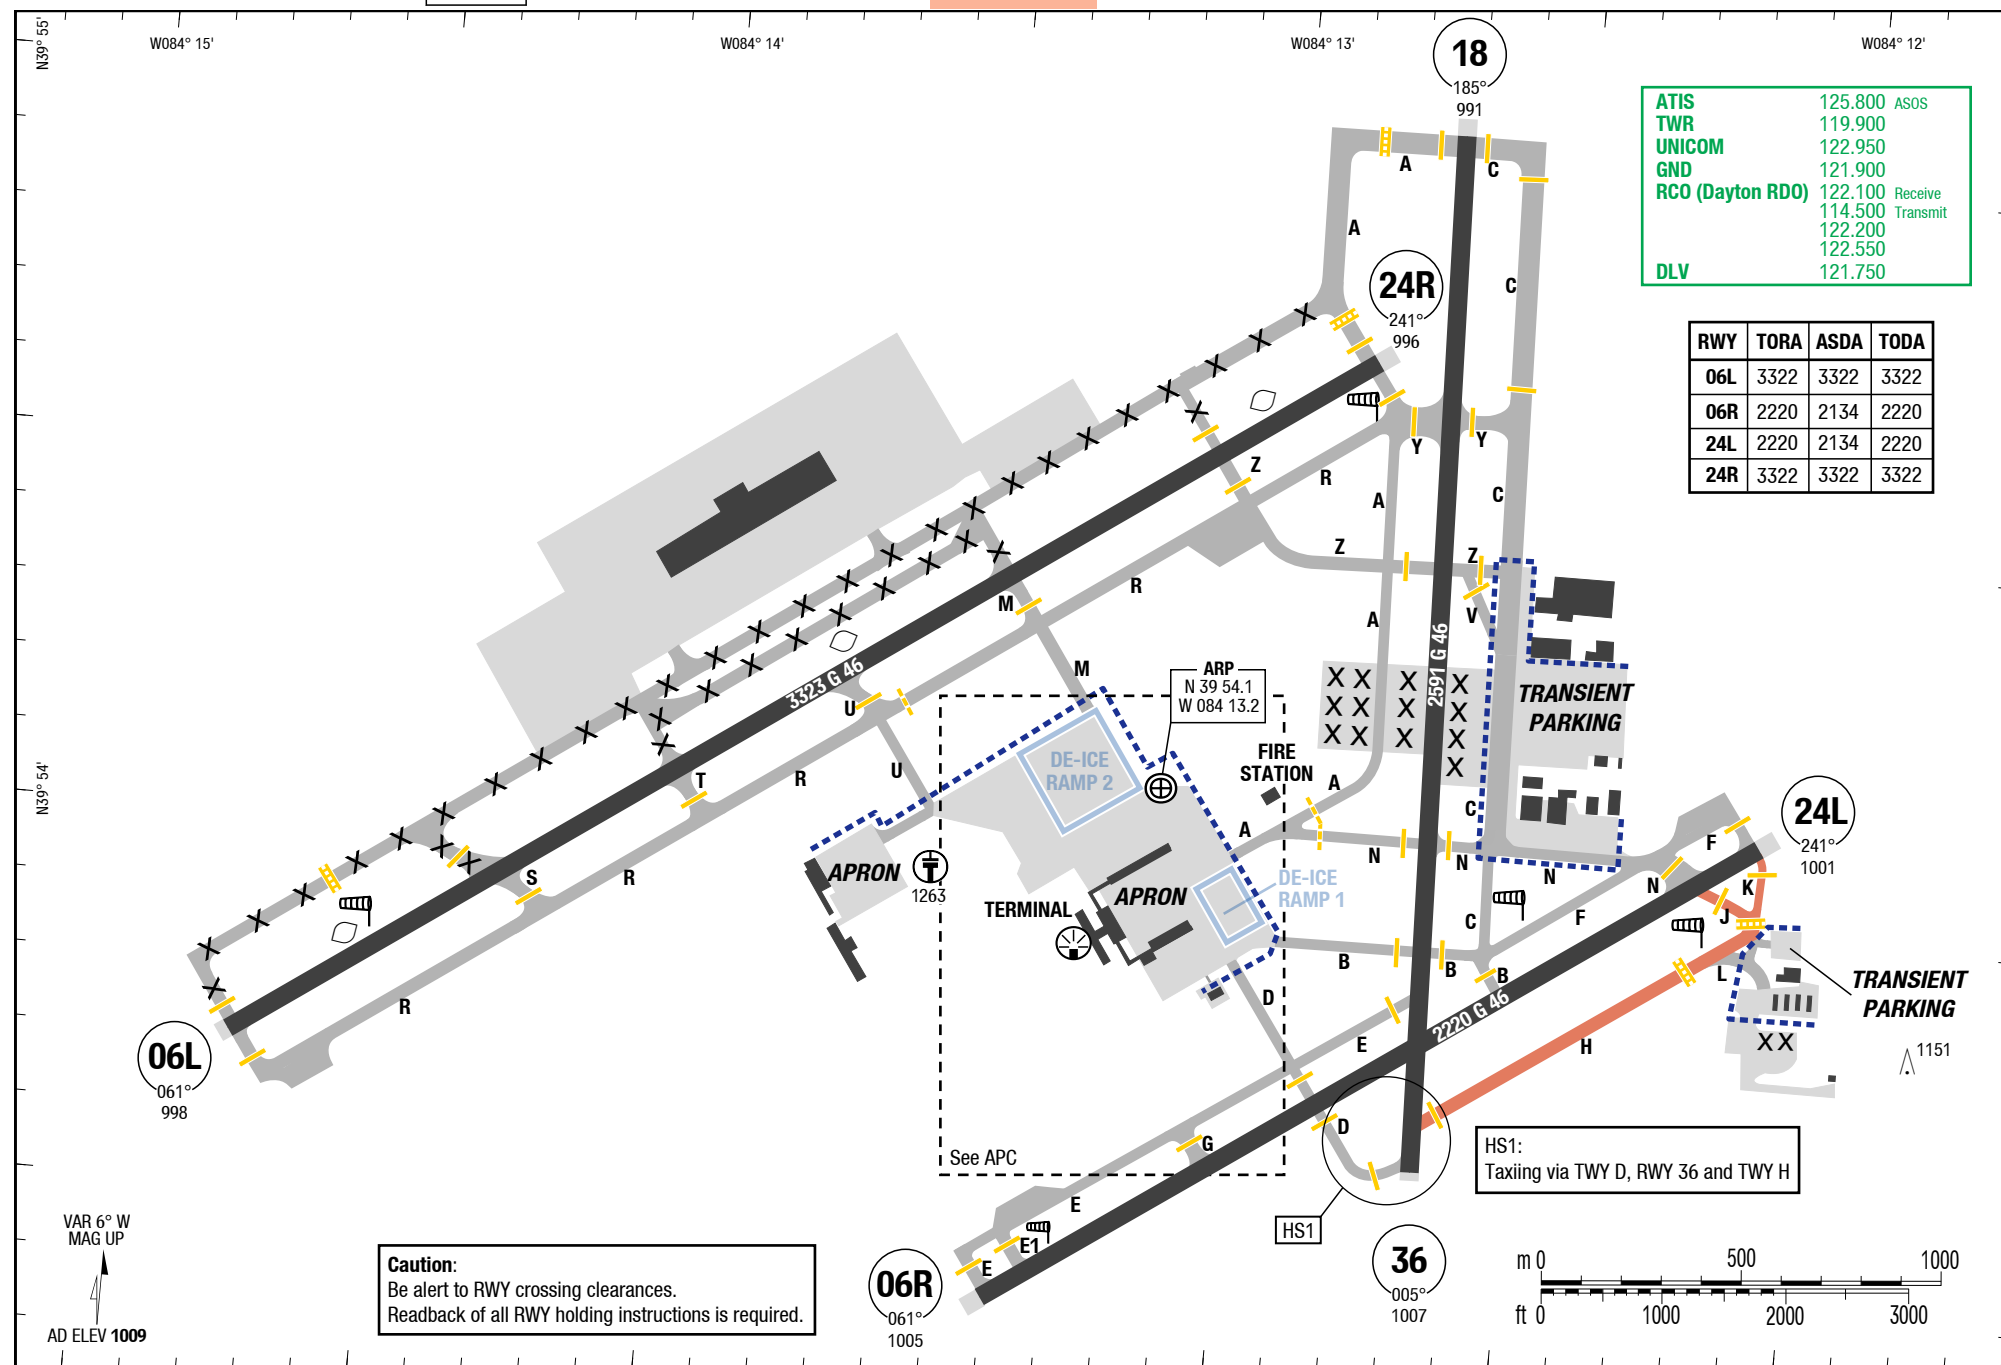 W084° 15'
W084° 14'
W084° 13'
W084° 12'
N39° 55'
N39° 54'
18
185°
991
ATIS 125.800 ASOS
TWR 119.900
UNICOM 122.950
GND 121.900
RCO (Dayton RDO) 122.100 Receive
114.500 Transmit
122.200
122.550
DLV 121.750
RWY TORA ASDA TODA
06L 3322 3322 3322
06R 2220 2134 2220
24L 2220 2134 2220
24R 3322 3322 3322
A
C
A
C
24R
241°
996
Y
Y
Z
R
A
C
Z
Z
R
M
A
V
2591 G 46
3323 G 46
M
ARP
N 39 54.1
W 084 13.2
X X X X
X X X X
X X X X
X
TRANSIENT
PARKING
U
U
T
R
DE-ICE
RAMP 2
FIRE
STATION
A
C
A
N
N
N
F
24L
241°
1001
S
R
APRON
1263
TERMINAL
APRON
DE-ICE
RAMP 1
N
K
J
F
C
B
B
B
L
TRANSIENT
PARKING
R
D
2220 G 46
E
H
X X
1151
06L
061°
998
D
G
See APC
HS1:
Taxiing via TWY D, RWY 36 and TWY H
E
E1
E
HS1
06R
061°
1005
36
005°
1007
VAR 6° W
MAG UP
AD ELEV 1009
Caution:
Be alert to RWY crossing clearances.
Readback of all RWY holding instructions is required.
m 0 500 1000
ft 0 1000 2000 3000